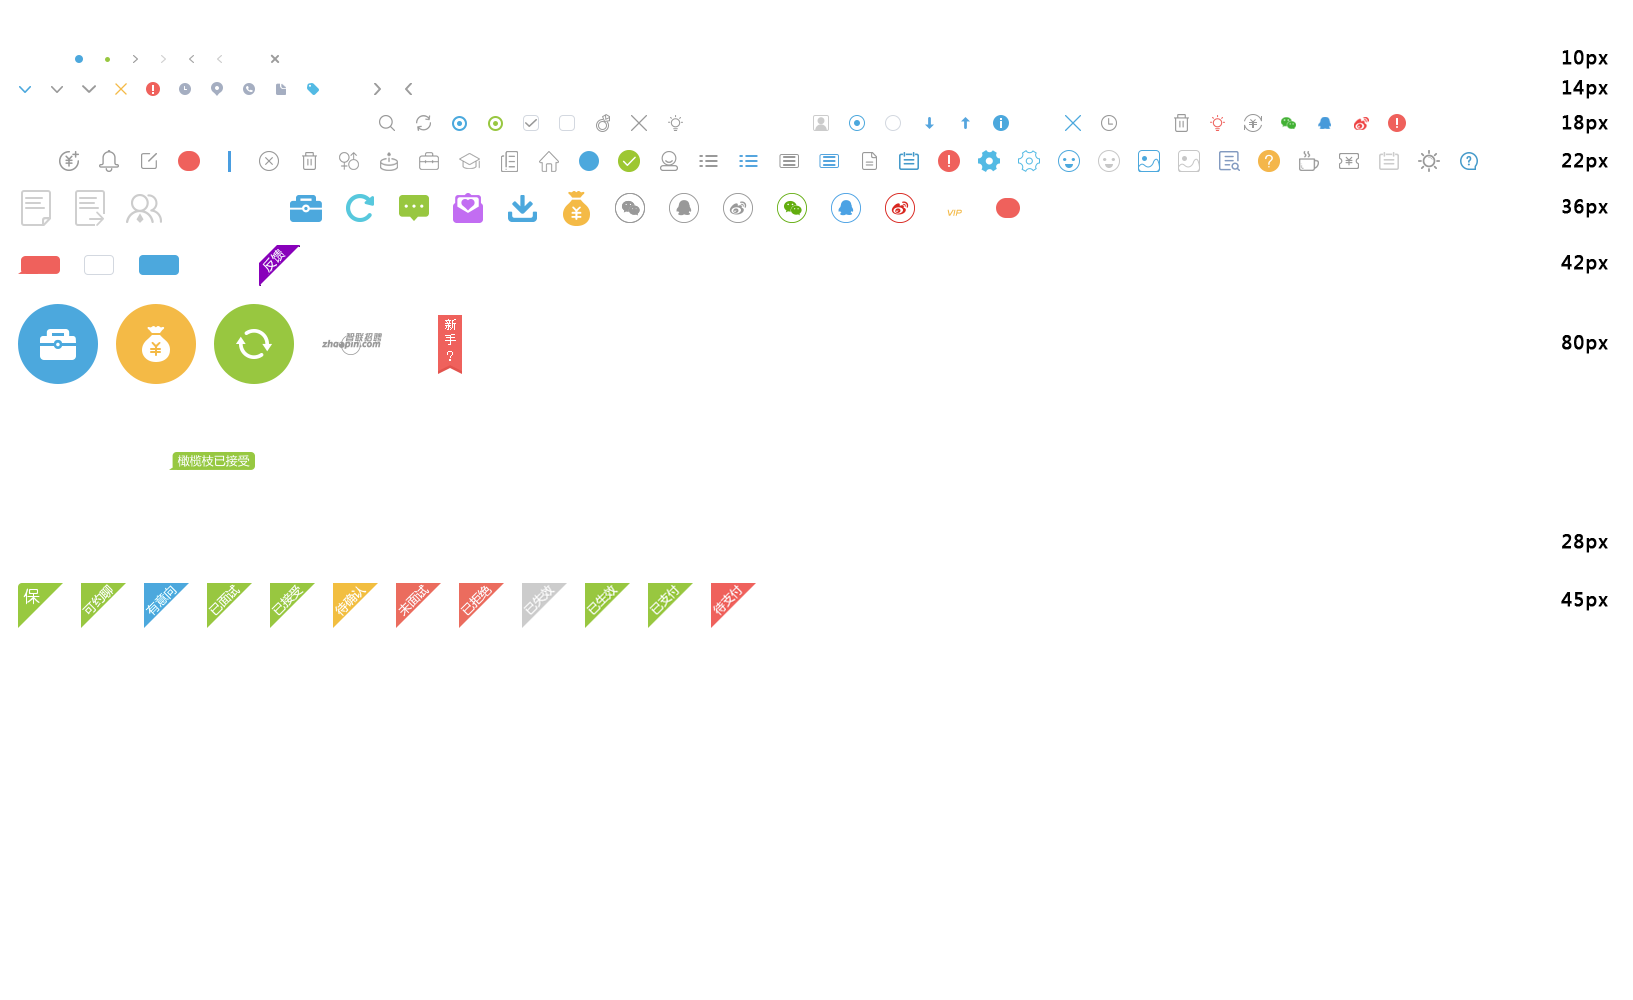 10px
14px
18px
22px
VIP
36px
反馈
42px
智联招聘
zhaopin.com
新
手
?
80px
橄榄枝已接受
28px
保
可约聊
有意向
已面试
已接受
待确认
未面试
已拒绝
已失效
已生效
已支付
待支付
45px